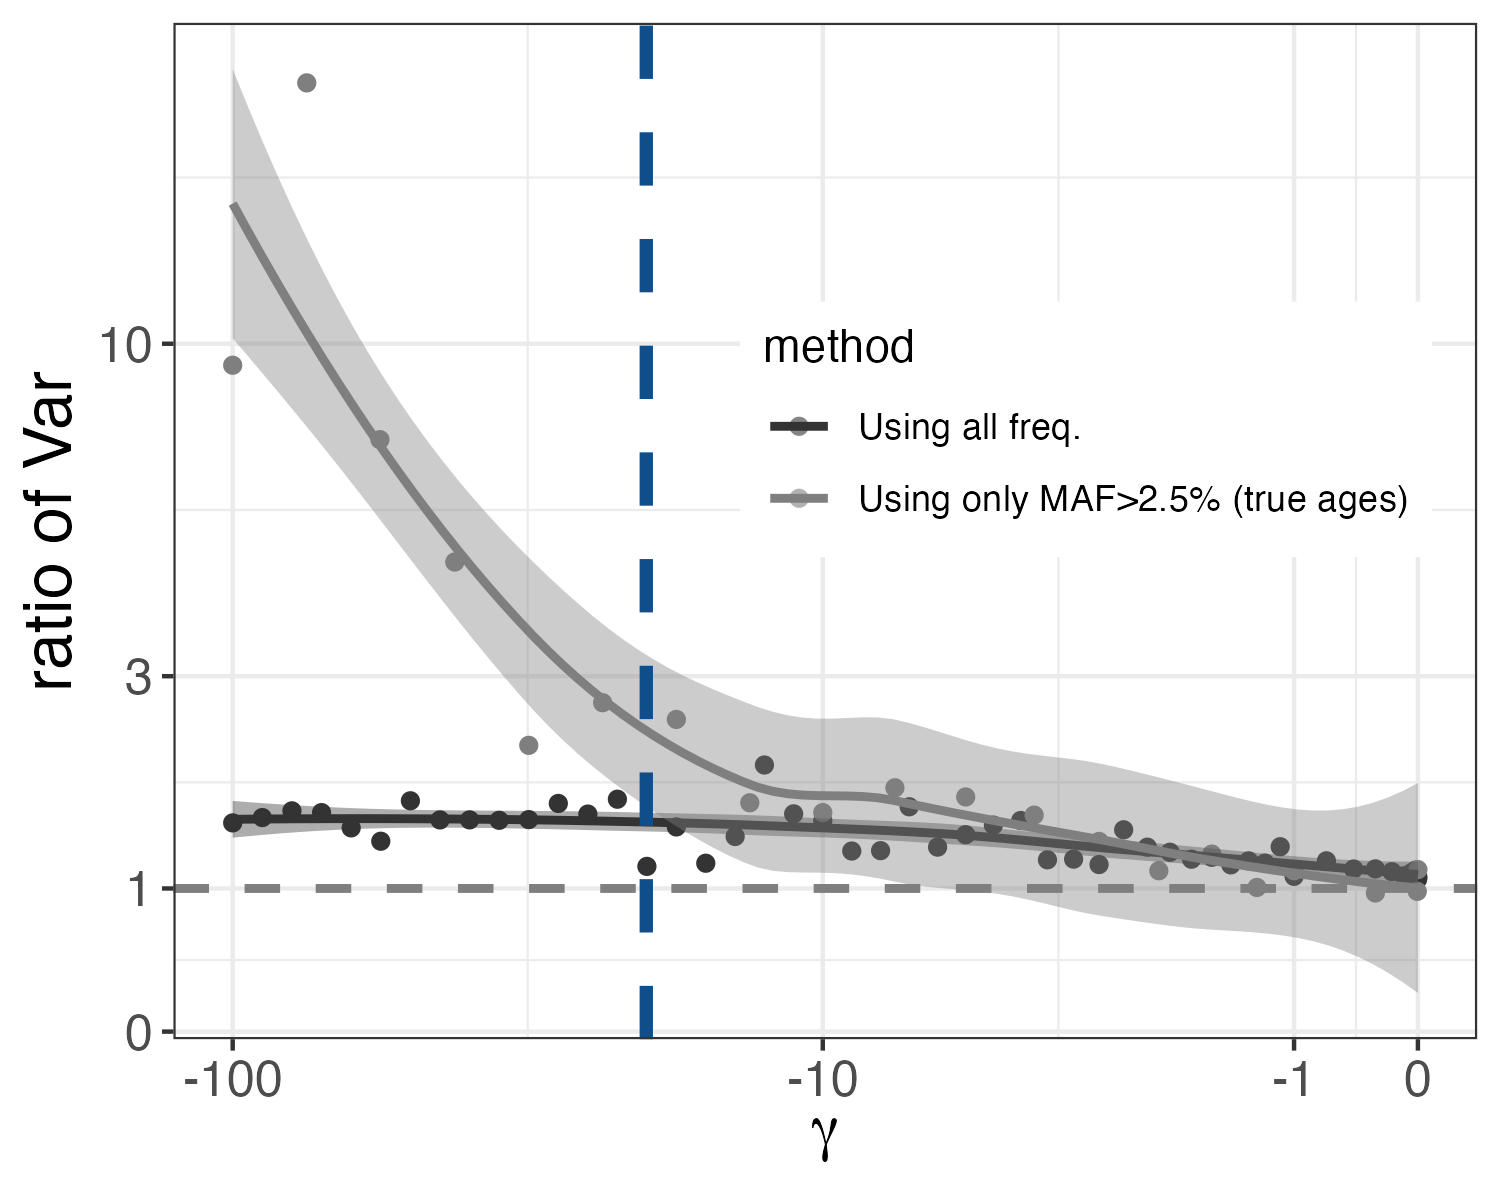 ratio of Var
10
3
1
0
method
Using all freq.
Using only MAF>2.5% (true ages)
-100
-10
-1
0
γ